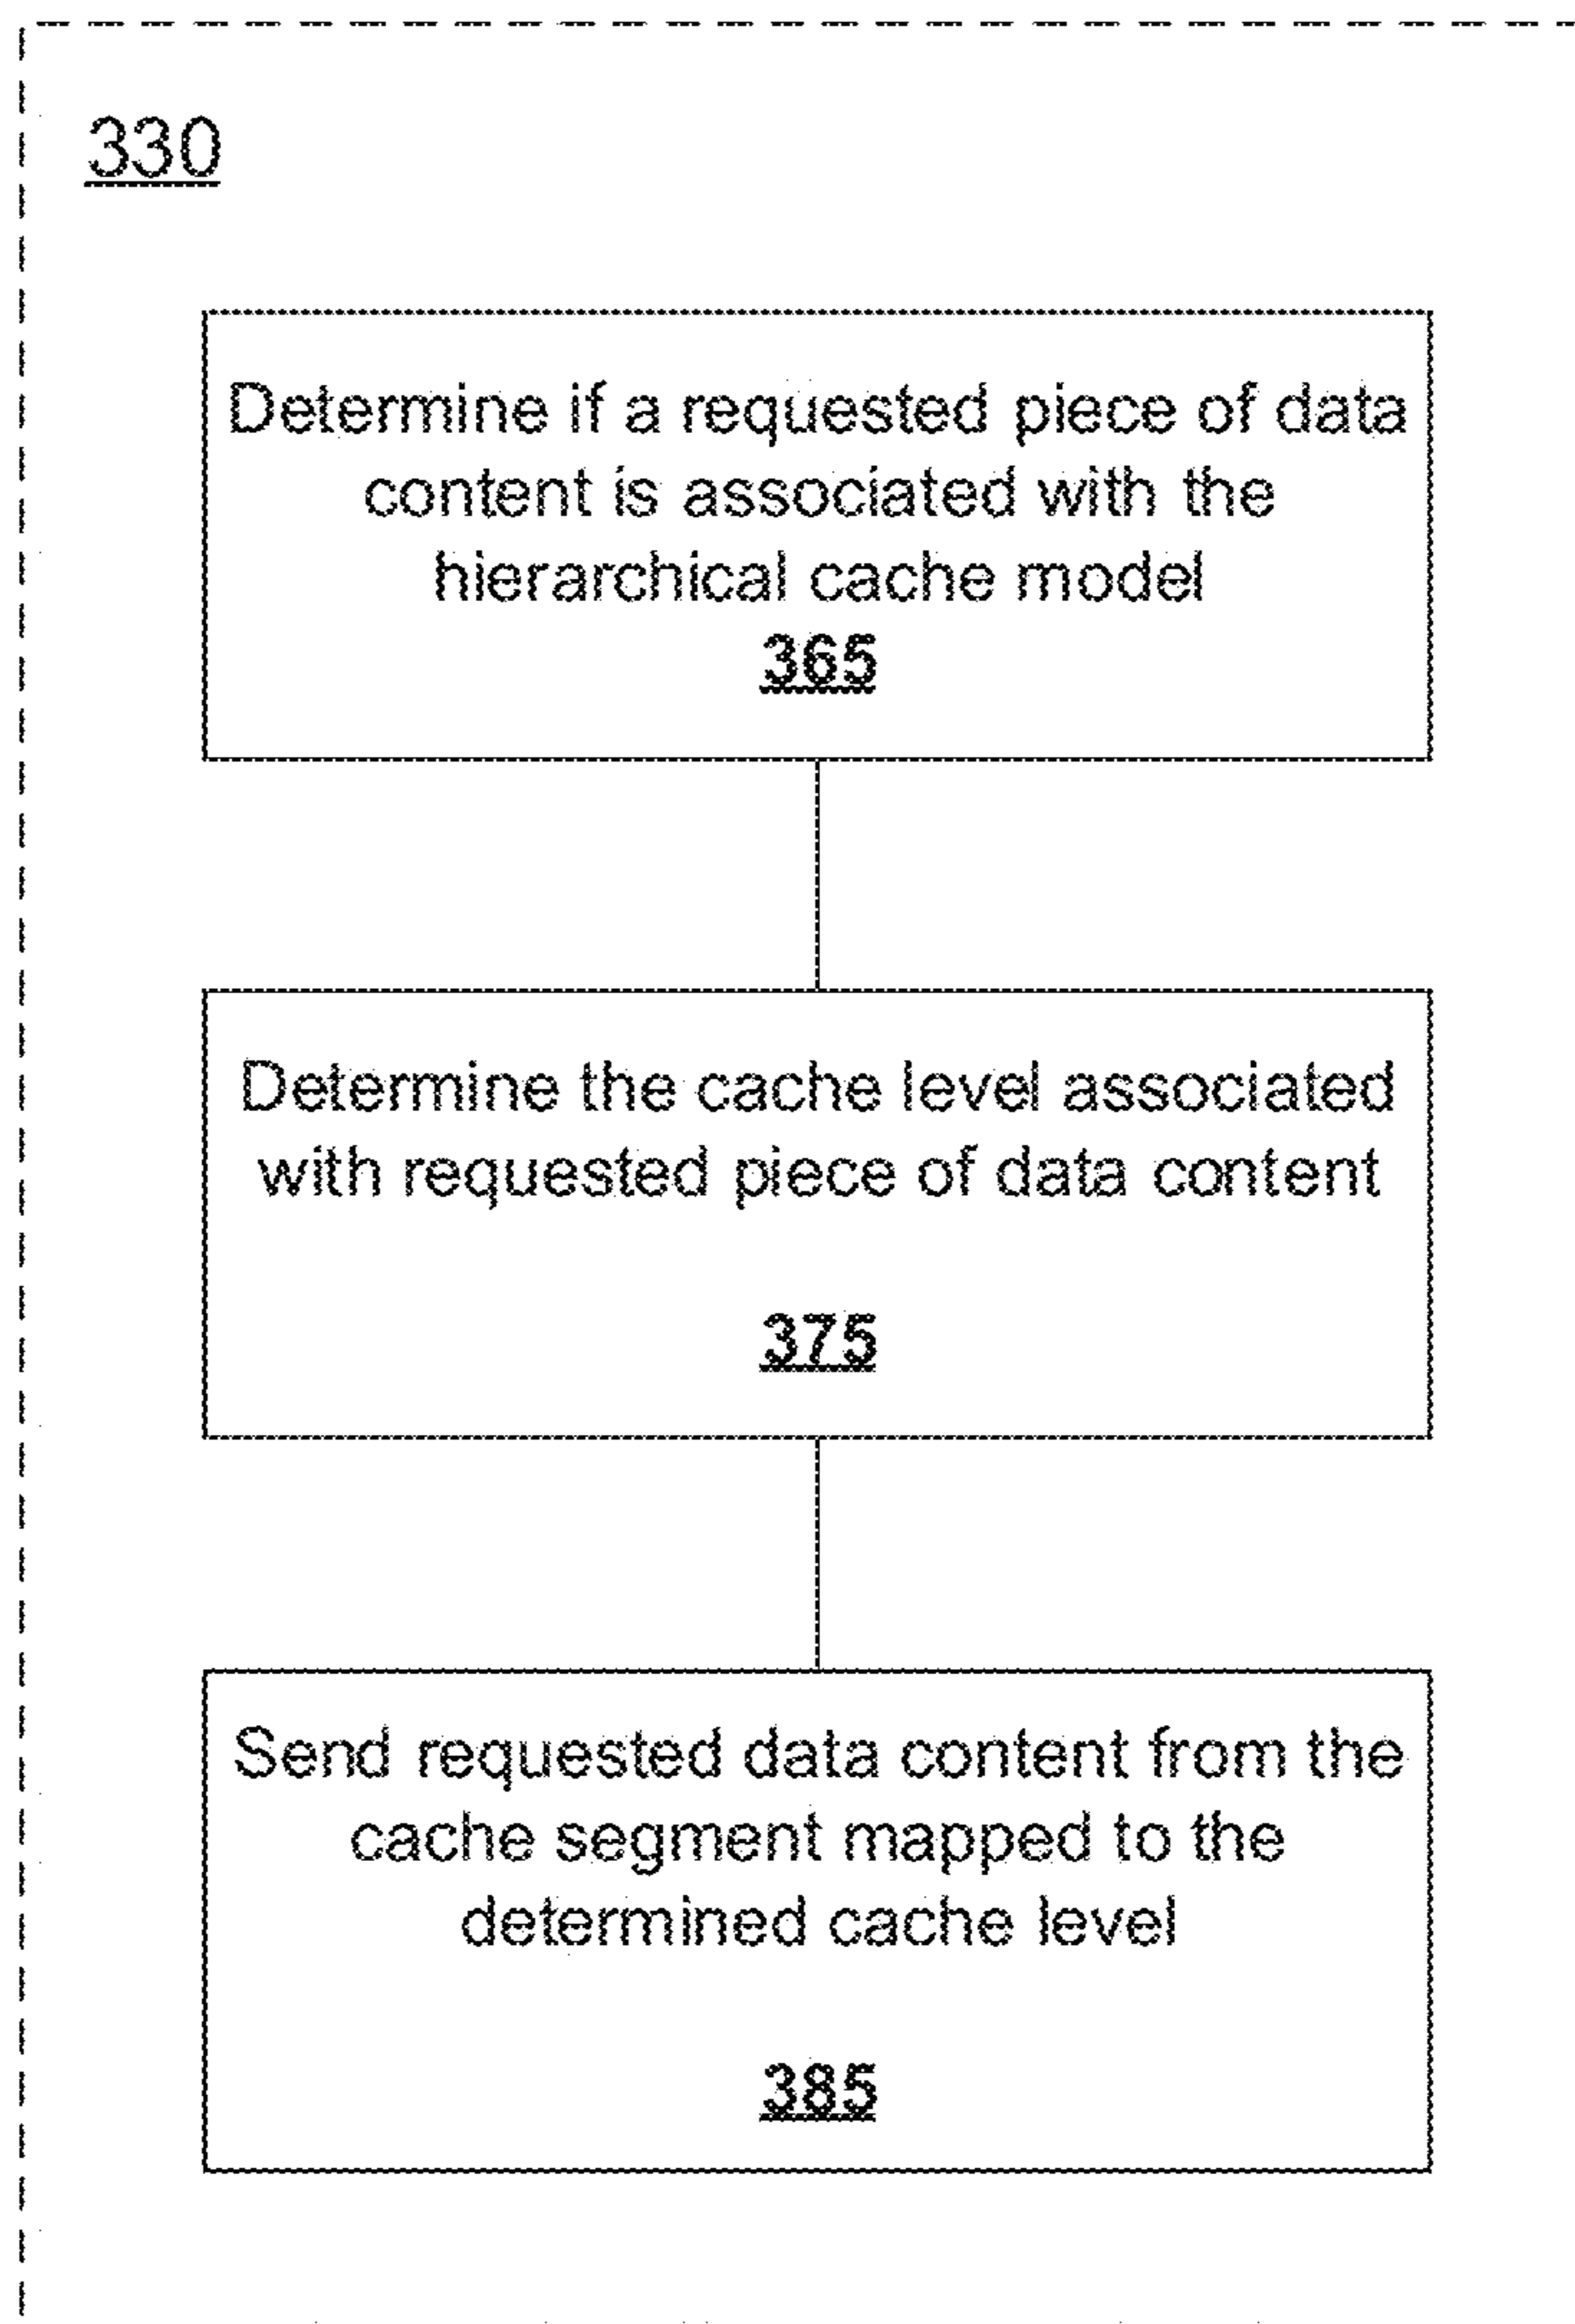 330
Determine if a requested piece of data
content is associated with the
hierarchical cache model
365
Determine the cache level associated
with requested piece of data content
375
Send requested data content from the
cache segment mapped to the
determined cache level
385